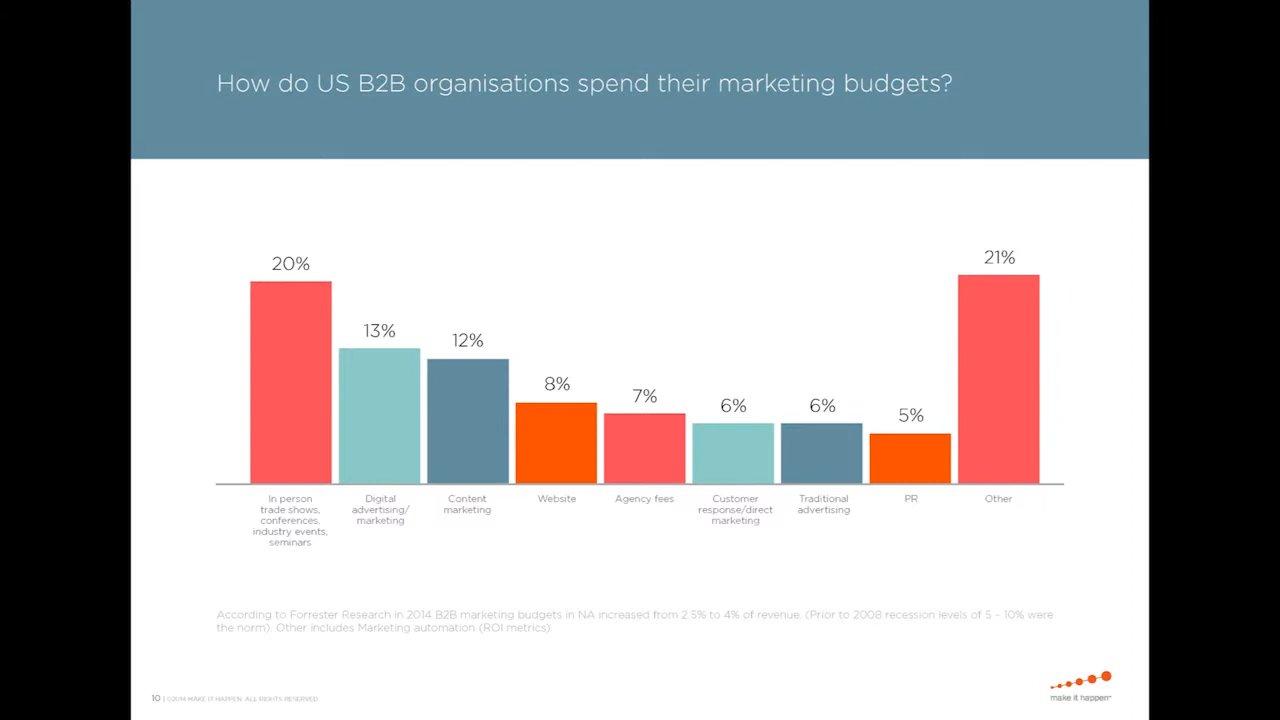 How do US B2B organisations spend their marketing budgets?
20%
13%
12%
8%
7%
6%
6%
5%
21%
In person
trade shows,
conferences,
industry events,
seminars
Digital
advertising/
marketing
Content
marketing
Website
Agency fees
Customer
response/direct
marketing
Traditional
advertising
PR
Other
According to Forrester Research in 2014 B2B marketing budgets in NA increased from 2.5% to 4% of revenue. (Prior to 2008 recession levels of 5 – 10% were
the norm). Other includes Marketing automation (ROI metrics)
10 | ©2014 MAKE IT HAPPEN. ALL RIGHTS RESERVED
make it happen™